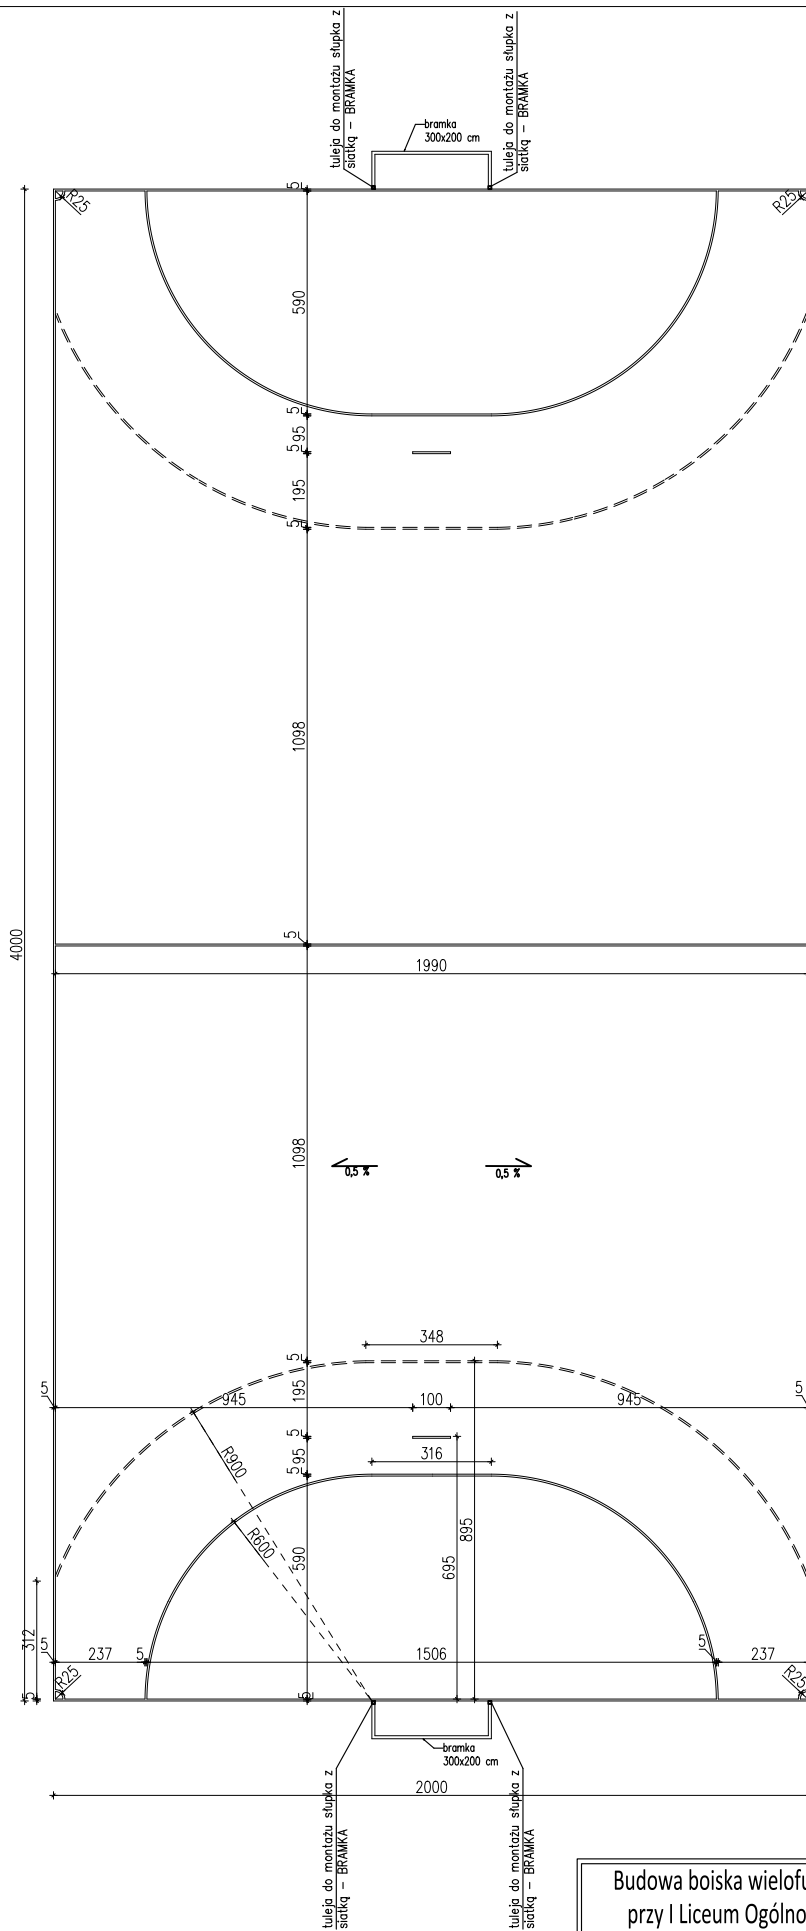 tuleja do montażu słupka z
siatką – BRAMKA
tuleja do montażu słupka z
siatką – BRAMKA
bramka
300x200 cm
R25
5
R25
590
5
95
5
195
5
1098
4000
5
1990
1098
0,5 %
0,5 %
348
5
195
5
945
100
945
5
5
95
5
316
R900
R600
590
695
895
312
5
237
5
1506
5
237
R25
5
5
R25
bramka
300x200 cm
2000
tuleja do montażu słupka z
siatką – BRAMKA
tuleja do montażu słupka z
siatką – BRAMKA
Budowa boiska wielofu
przy I Liceum Ogólno